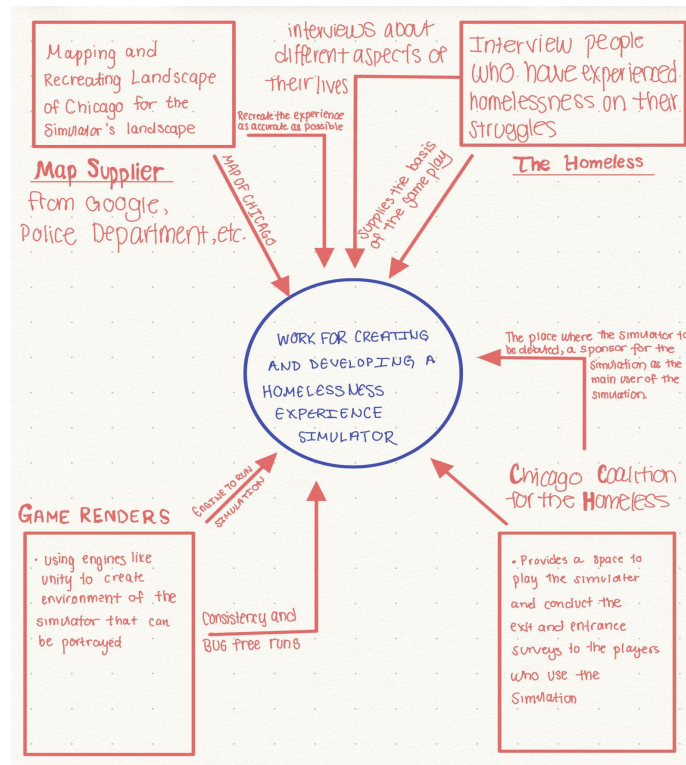 Mapping and
Recreating Landscape
of Chicago for the
Simulator's landscape
Map Supplier
from Google,
Police Department, etc.
Recreate the experience
as accurate as possible
MAP OF CHICAGO
interviews about
different aspects of
their lives
Interview people
who have experienced
homelessness on their
struggles
The Homeless
Supplies the basis
of the game play
WORK FOR CREATING
AND DEVELOPING A
HOMELESSNESS
EXPERIENCE
SIMULATOR
The place where the simulator to
be debuted, a sponsor for the
simulation, as the
main user of the
simulation.
Chicago Coalition
for the Homeless
• Provides a space to
play the simulater
and conduct the
exit and entrance
surveys to the players
who use the
Simulation
GAME RENDERS
• using engines like
unity to create
environment of the
simulator that can
be portrayed
ENGINE TO RUN
SIMULATION
Consistency and
BUG free runs